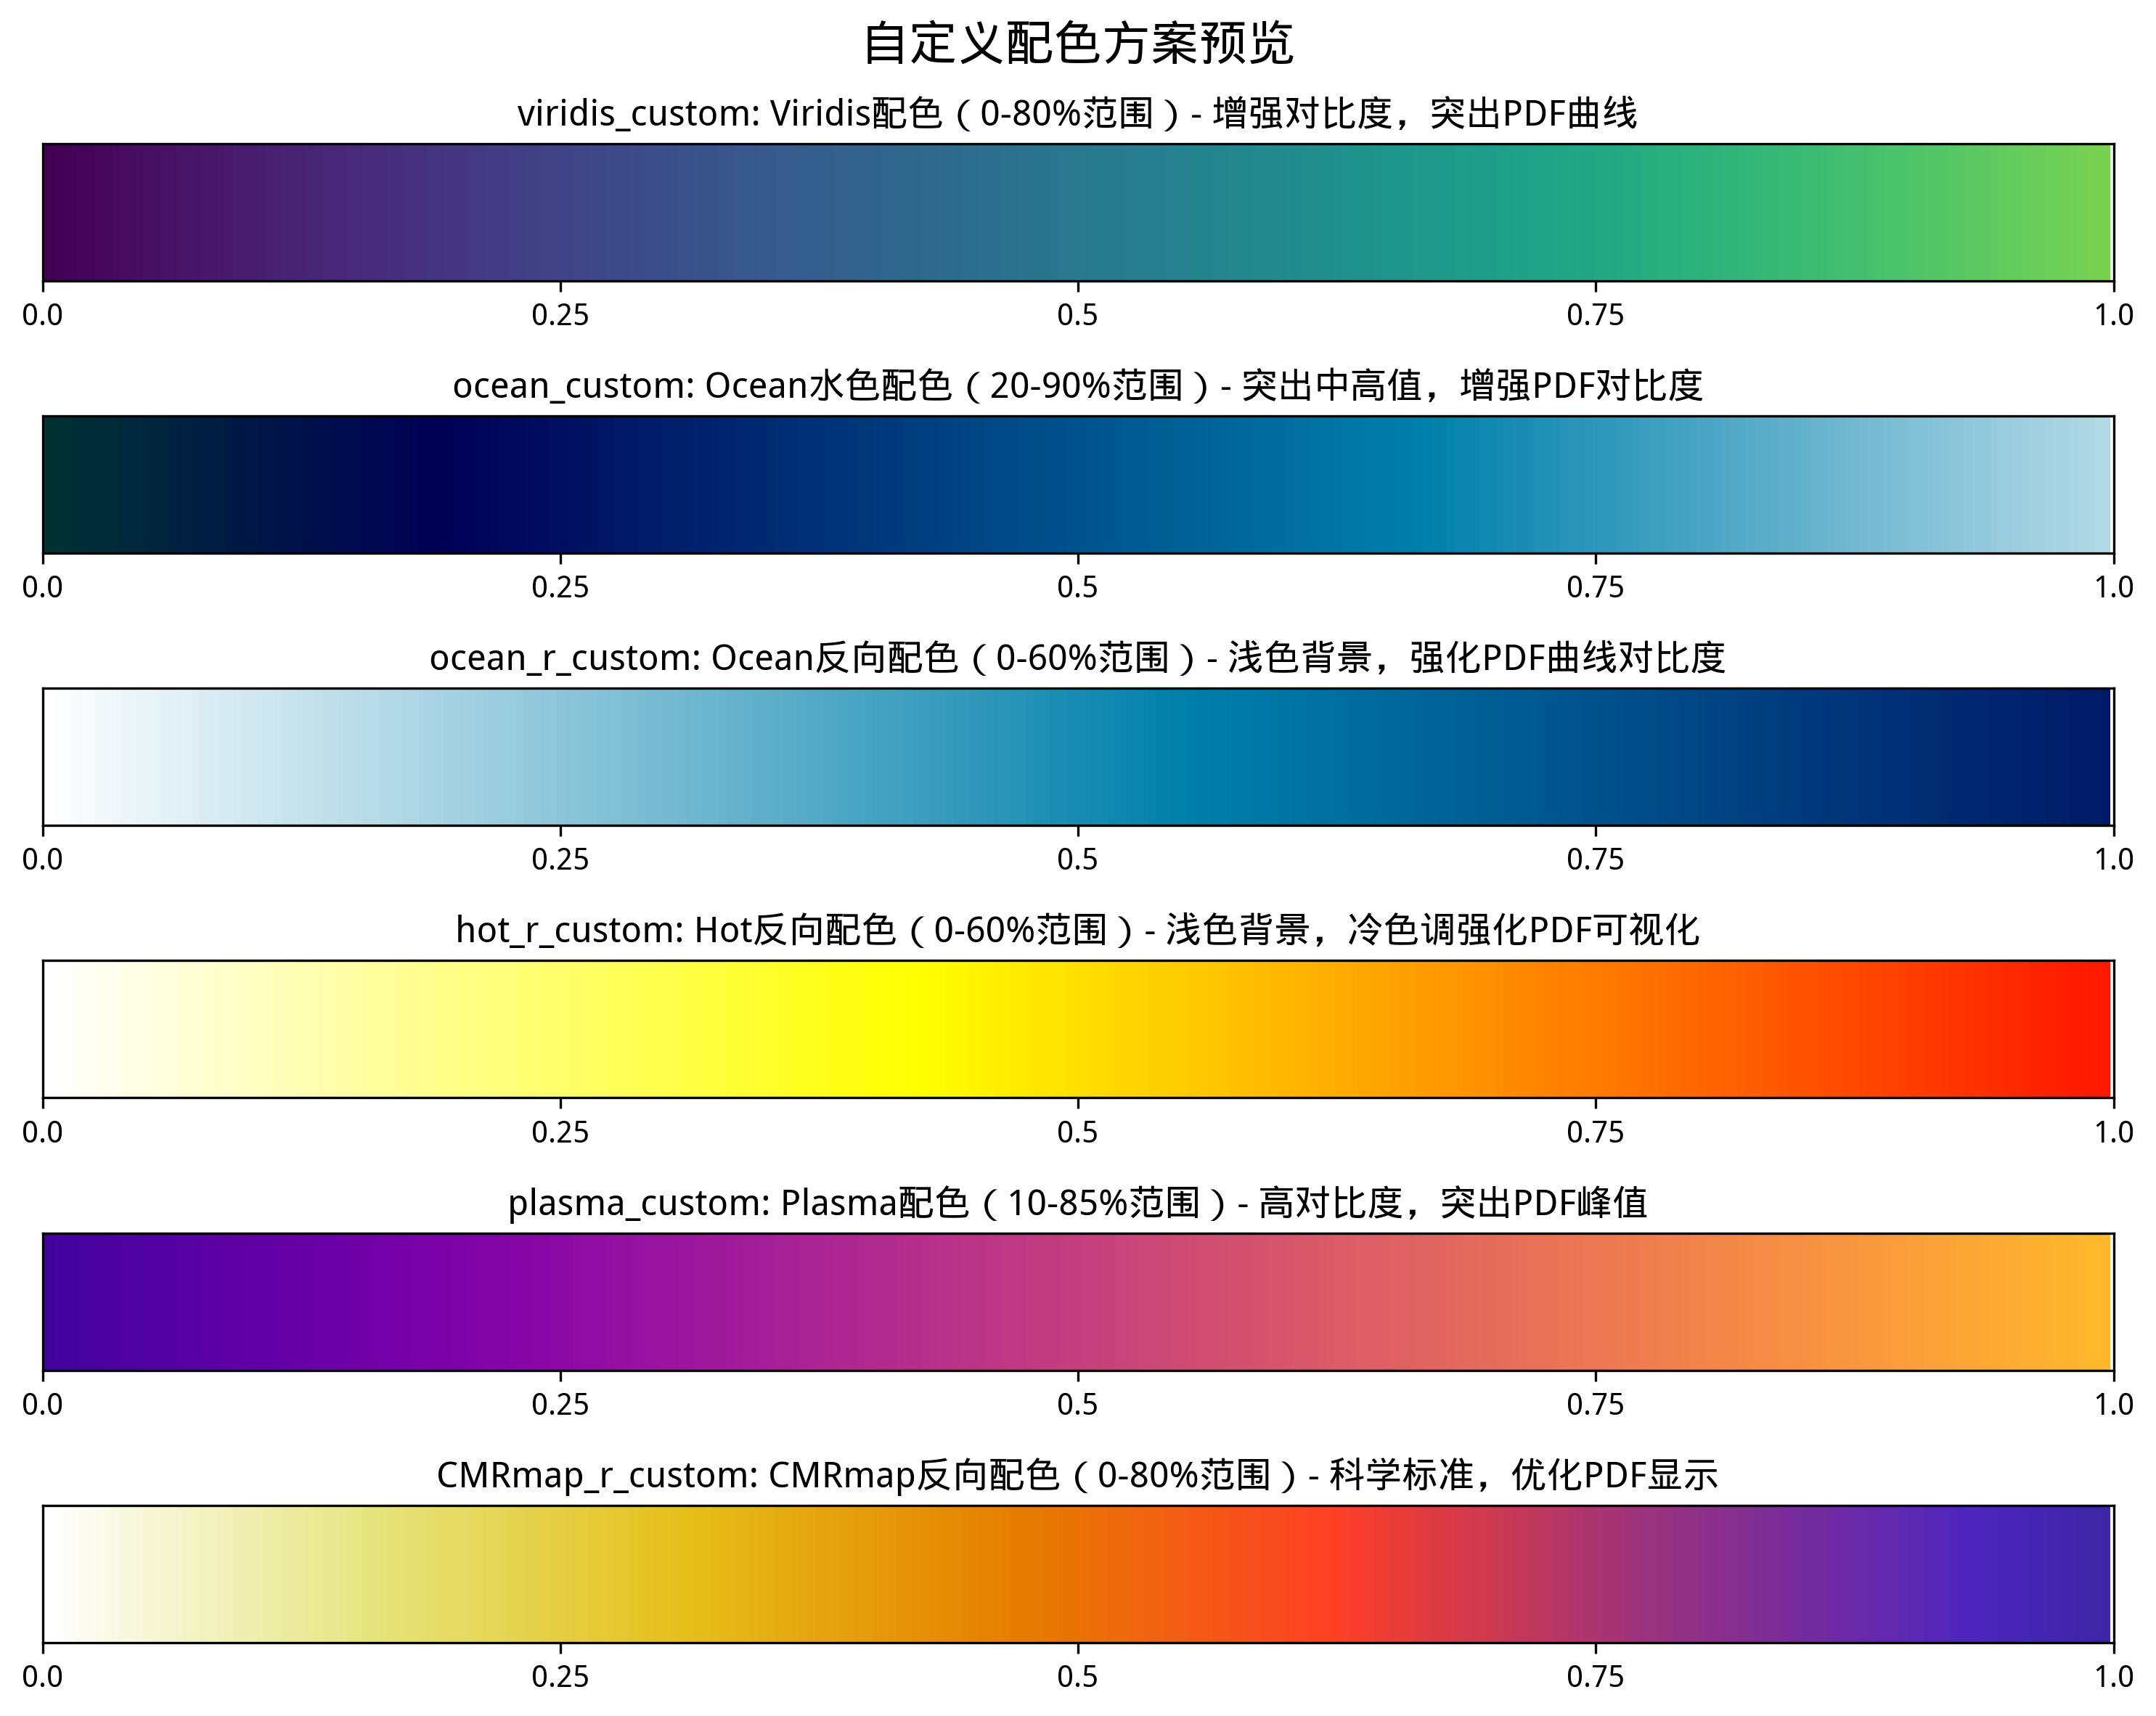 自定义配色方案预览
viridis_custom: Viridis配色（0-80%范围）- 增强对比度，突出PDF曲线
0.0 0.25 0.5 0.75 1.0
ocean_custom: Ocean水色配色（20-90%范围）- 突出中高值，增强PDF对比度
0.0 0.25 0.5 0.75 1.0
ocean_r_custom: Ocean反向配色（0-60%范围）- 浅色背景，强化PDF曲线对比度
0.0 0.25 0.5 0.75 1.0
hot_r_custom: Hot反向配色（0-60%范围）- 浅色背景，冷色调强化PDF可视化
0.0 0.25 0.5 0.75 1.0
plasma_custom: Plasma配色（10-85%范围）- 高对比度，突出PDF峰值
0.0 0.25 0.5 0.75 1.0
CMRmap_r_custom: CMRmap反向配色（0-80%范围）- 科学标准，优化PDF显示
0.0 0.25 0.5 0.75 1.0